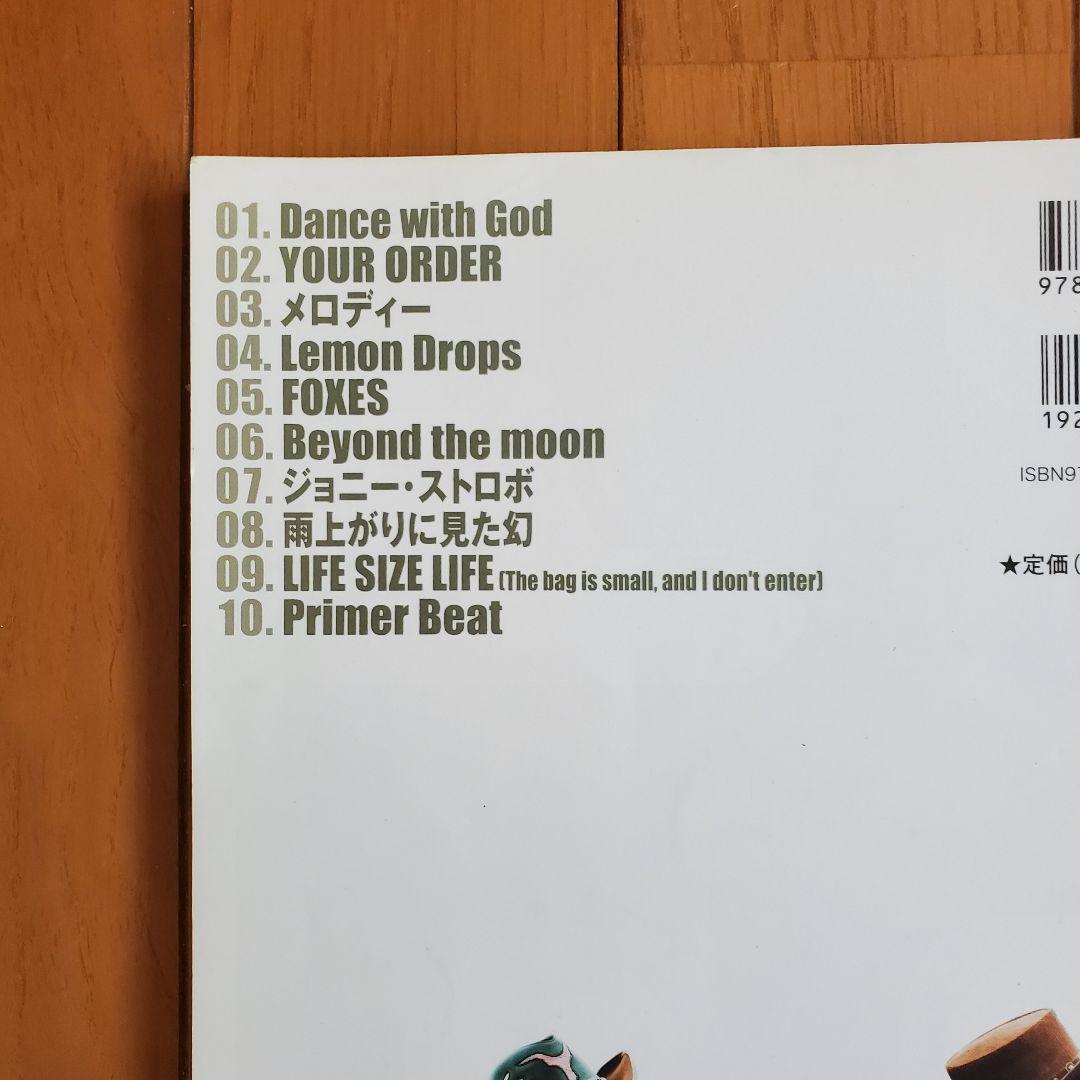 01. Dance with God
02. YOUR ORDER
03. メロディー
04. Lemon Drops
05. FOXES
06. Beyond the moon
07. ジョニー・ストロボ
08. 雨上がりに見た幻
09. LIFE SIZE LIFE (The bag is small, and I don't enter)
10. Primer Beat
978
192
ISBN97
★定価(